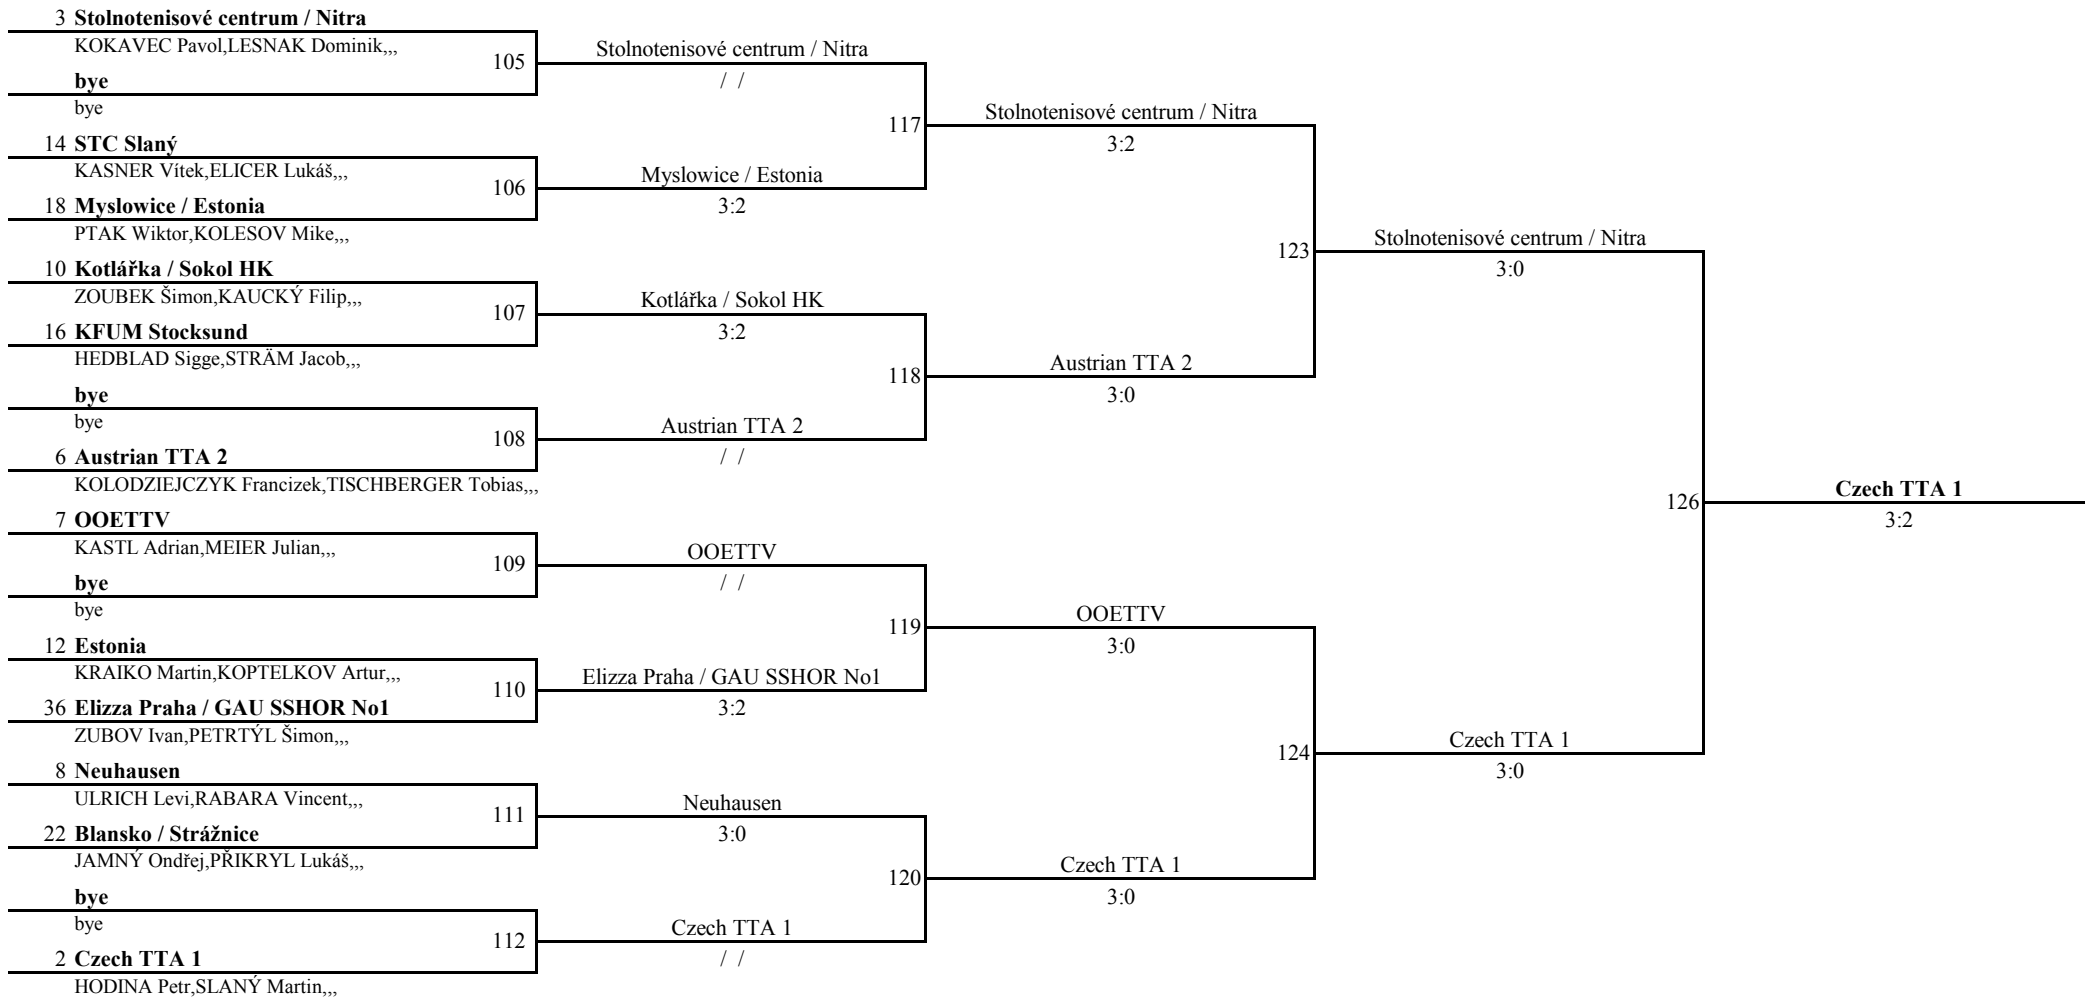 3 Stolnotenisové centrum / Nitra
KOKAVEC Pavol,LESNAK Dominik,,,
105
bye
bye
14 STC Slaný
KASNER Vítek,ELICER Lukáš,,,
106
18 Myslowice / Estonia
PTAK Wiktor,KOLESOV Mike,,,
10 Kotlářka / Sokol HK
ZOUBEK Šimon,KAUCKÝ Filip,,,
107
16 KFUM Stocksund
HEDBLAD Sigge,STRÄM Jacob,,,
bye
bye
108
6 Austrian TTA 2
KOLODZIEJCZYK Francizek,TISCHBERGER Tobias,,,
7 OOETTV
KASTL Adrian,MEIER Julian,,,
109
bye
bye
12 Estonia
KRAIKO Martin,KOPTELKOV Artur,,,
110
36 Elizza Praha / GAU SSHOR No1
ZUBOV Ivan,PETRTÝL Šimon,,,
8 Neuhausen
ULRICH Levi,RABARA Vincent,,,
111
22 Blansko / Strážnice
JAMNÝ Ondřej,PŘIKRYL Lukáš,,,
bye
bye
112
2 Czech TTA 1
HODINA Petr,SLANÝ Martin,,,
Stolnotenisové centrum / Nitra
/ /
117
Myslowice / Estonia
3:2
Kotlářka / Sokol HK
3:2
118
Austrian TTA 2
/ /
OOETTV
/ /
119
Elizza Praha / GAU SSHOR No1
3:2
Neuhausen
3:0
120
Czech TTA 1
/ /
Stolnotenisové centrum / Nitra
3:2
123
Austrian TTA 2
3:0
OOETTV
3:0
124
Czech TTA 1
3:0
Stolnotenisové centrum / Nitra
3:0
126
Czech TTA 1
3:0
Czech TTA 1
3:2